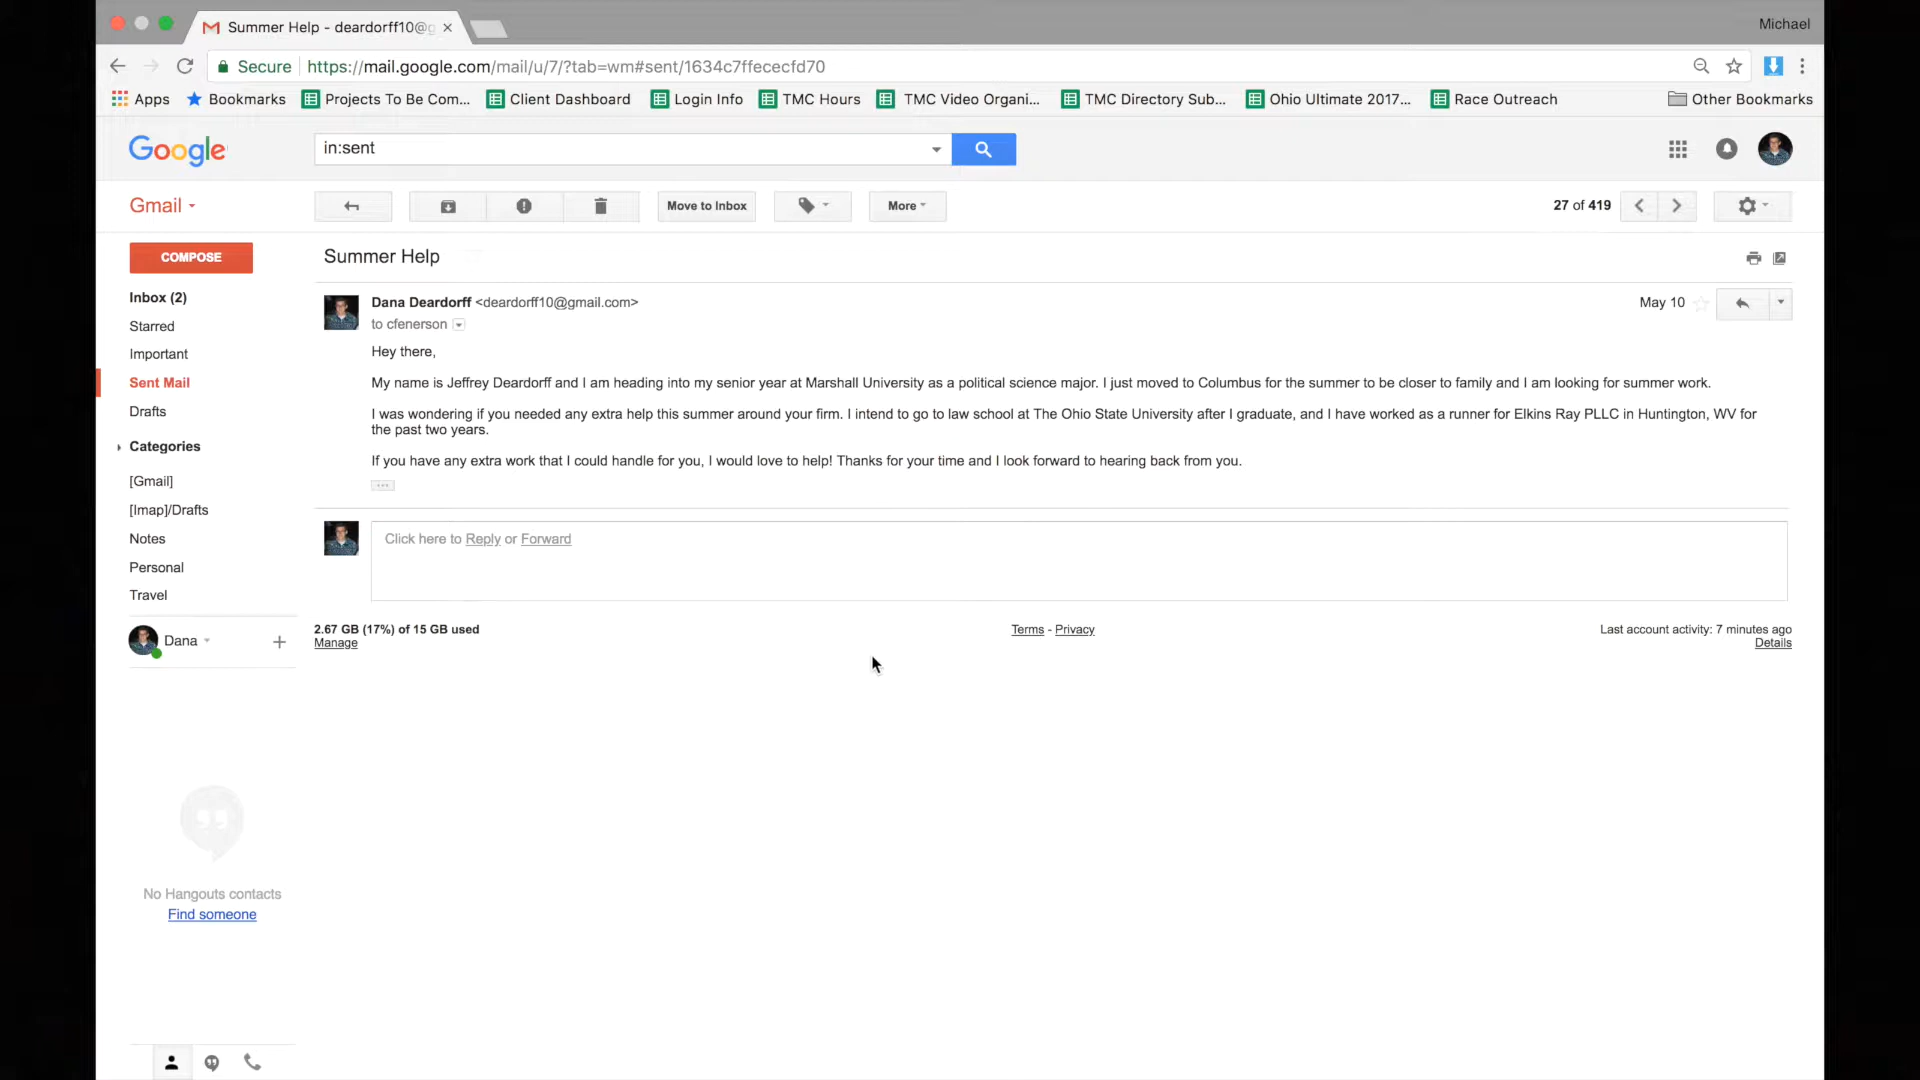 Summer Help - deardorff10@g
Michael
Secure https://mail.google.com/mail/u/7/?tab=wm#sent/1634c7ffececfd70
Apps Bookmarks Projects To Be Com... Client Dashboard Login Info TMC Hours TMC Video Organi... TMC Directory Sub... Ohio Ultimate 2017... Race Outreach Other Bookmarks
Google
in:sent
Gmail
Move to Inbox
More
27 of 419
COMPOSE
Summer Help
Inbox (2)
Starred
Important
Sent Mail
Drafts
Categories
[Gmail]
[Imap]/Drafts
Notes
Personal
Travel
Dana Deardorff <deardorff10@gmail.com>
May 10
to cfenerson
Hey there,
My name is Jeffrey Deardorff and I am heading into my senior year at Marshall University as a political science major. I just moved to Columbus for the summer to be closer to family and I am looking for summer work.
I was wondering if you needed any extra help this summer around your firm. I intend to go to law school at The Ohio State University after I graduate, and I have worked as a runner for Elkins Ray PLLC in Huntington, WV for
the past two years.
If you have any extra work that I could handle for you, I would love to help! Thanks for your time and I look forward to hearing back from you.
Click here to Reply or Forward
Dana
2.67 GB (17%) of 15 GB used
Manage
Terms - Privacy
Last account activity: 7 minutes ago
Details
No Hangouts contacts
Find someone